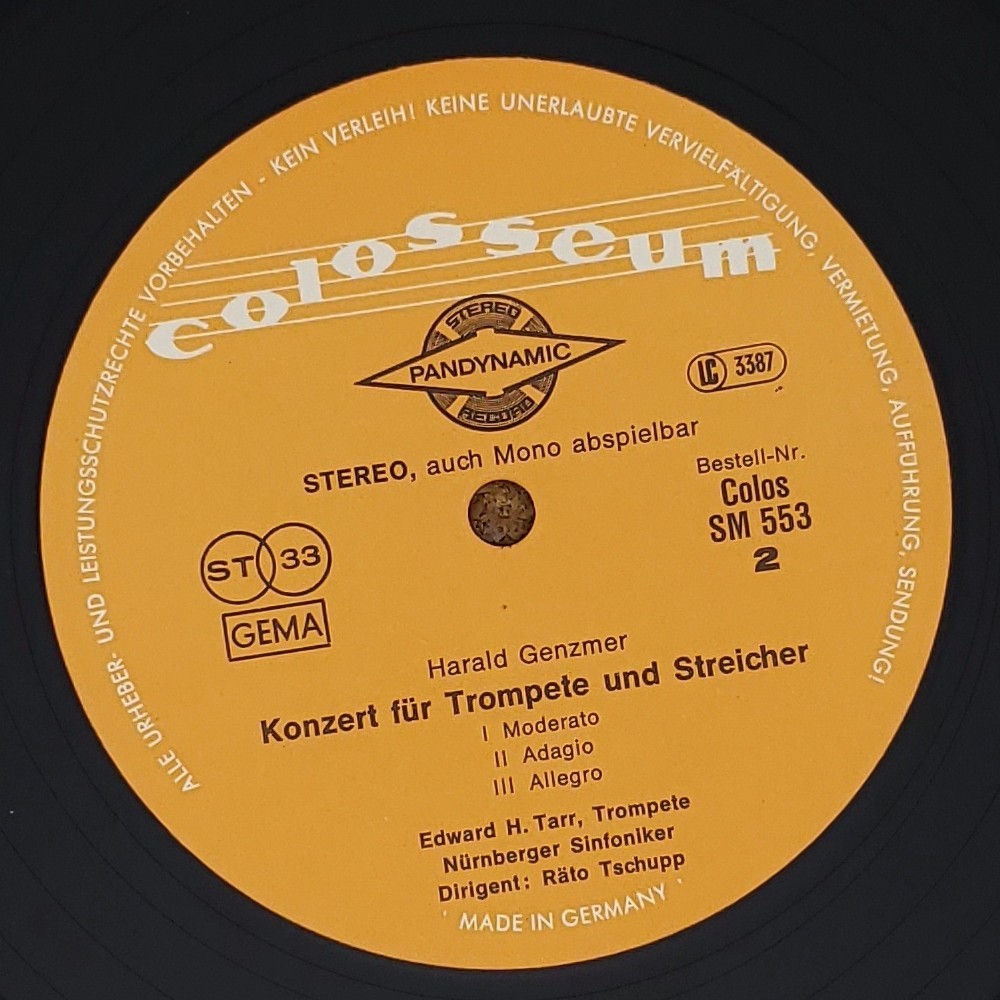 ALLE URHEBER- UND LEISTUNGSSCHUTZRECHTE VORBEHALTEN - KEIN VERLEIH! KEINE UNERLAUBTE VERVIELFÄLTIGUNG, VERMIETUNG, AUFFÜHRUNG, SENDUNG!
colosseum
STEREO
PANDYNAMIC
RECORD
LC 3387
STEREO, auch Mono abspielbar
Bestell-Nr.
Colos
SM 553
2
ST 33
GEMA
Harald Genzmer
Konzert für Trompete und Streicher
I Moderato
II Adagio
III Allegro
Edward H. Tarr, Trompete
Nürnberger Sinfoniker
Dirigent: Räto Tschupp
MADE IN GERMANY